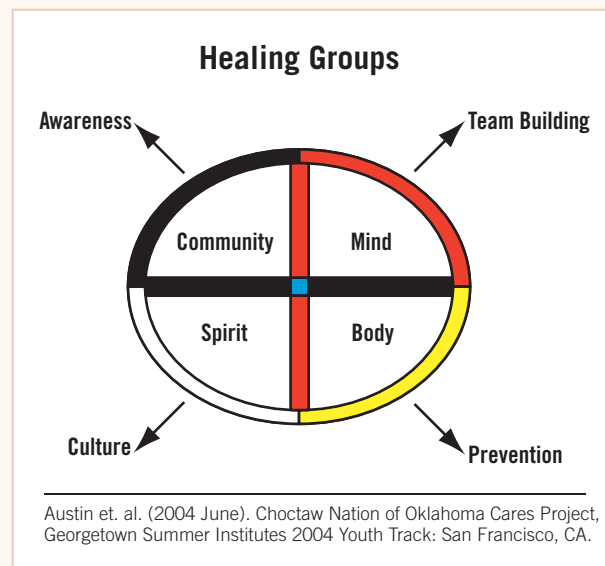 Healing Groups
Awareness
Team Building
Community
Mind
Spirit
Body
Culture
Prevention
Austin et. al. (2004 June). Choctaw Nation of Oklahoma Cares Project,
Georgetown Summer Institutes 2004 Youth Track: San Francisco, CA.